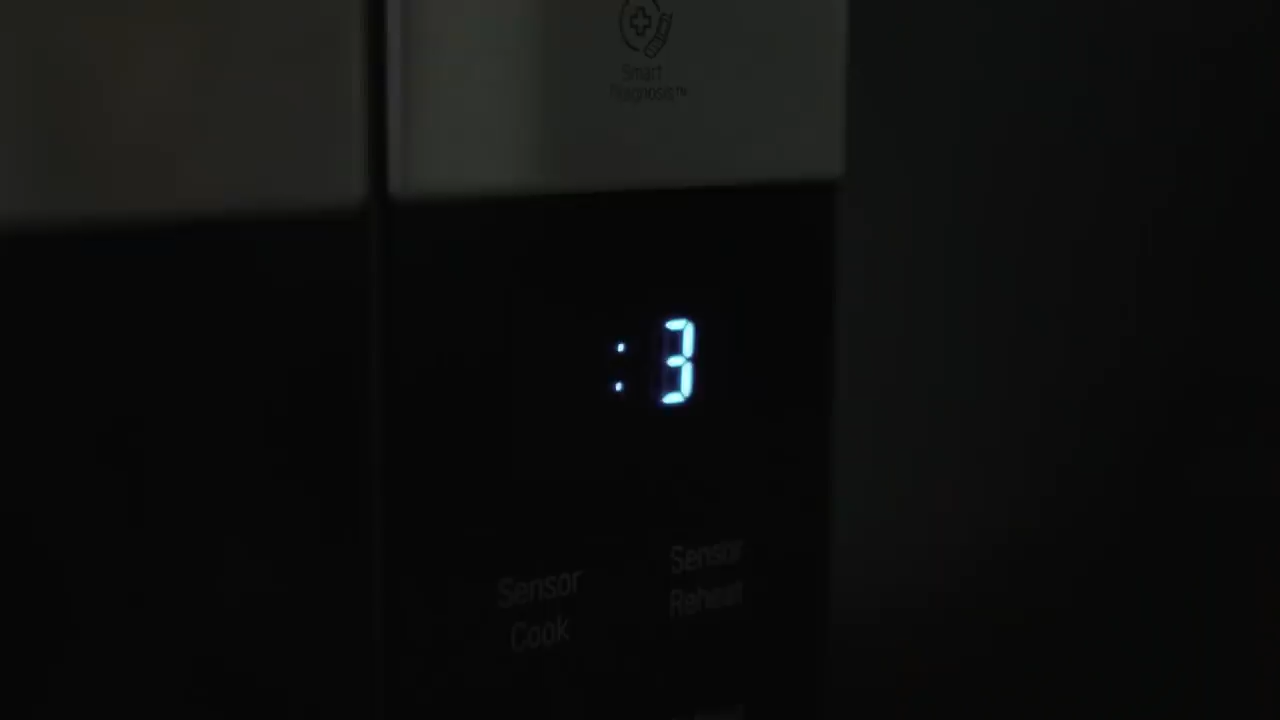 Smart
Diagnosis™
:3
Sensor
Cook
Sensor
Reheat